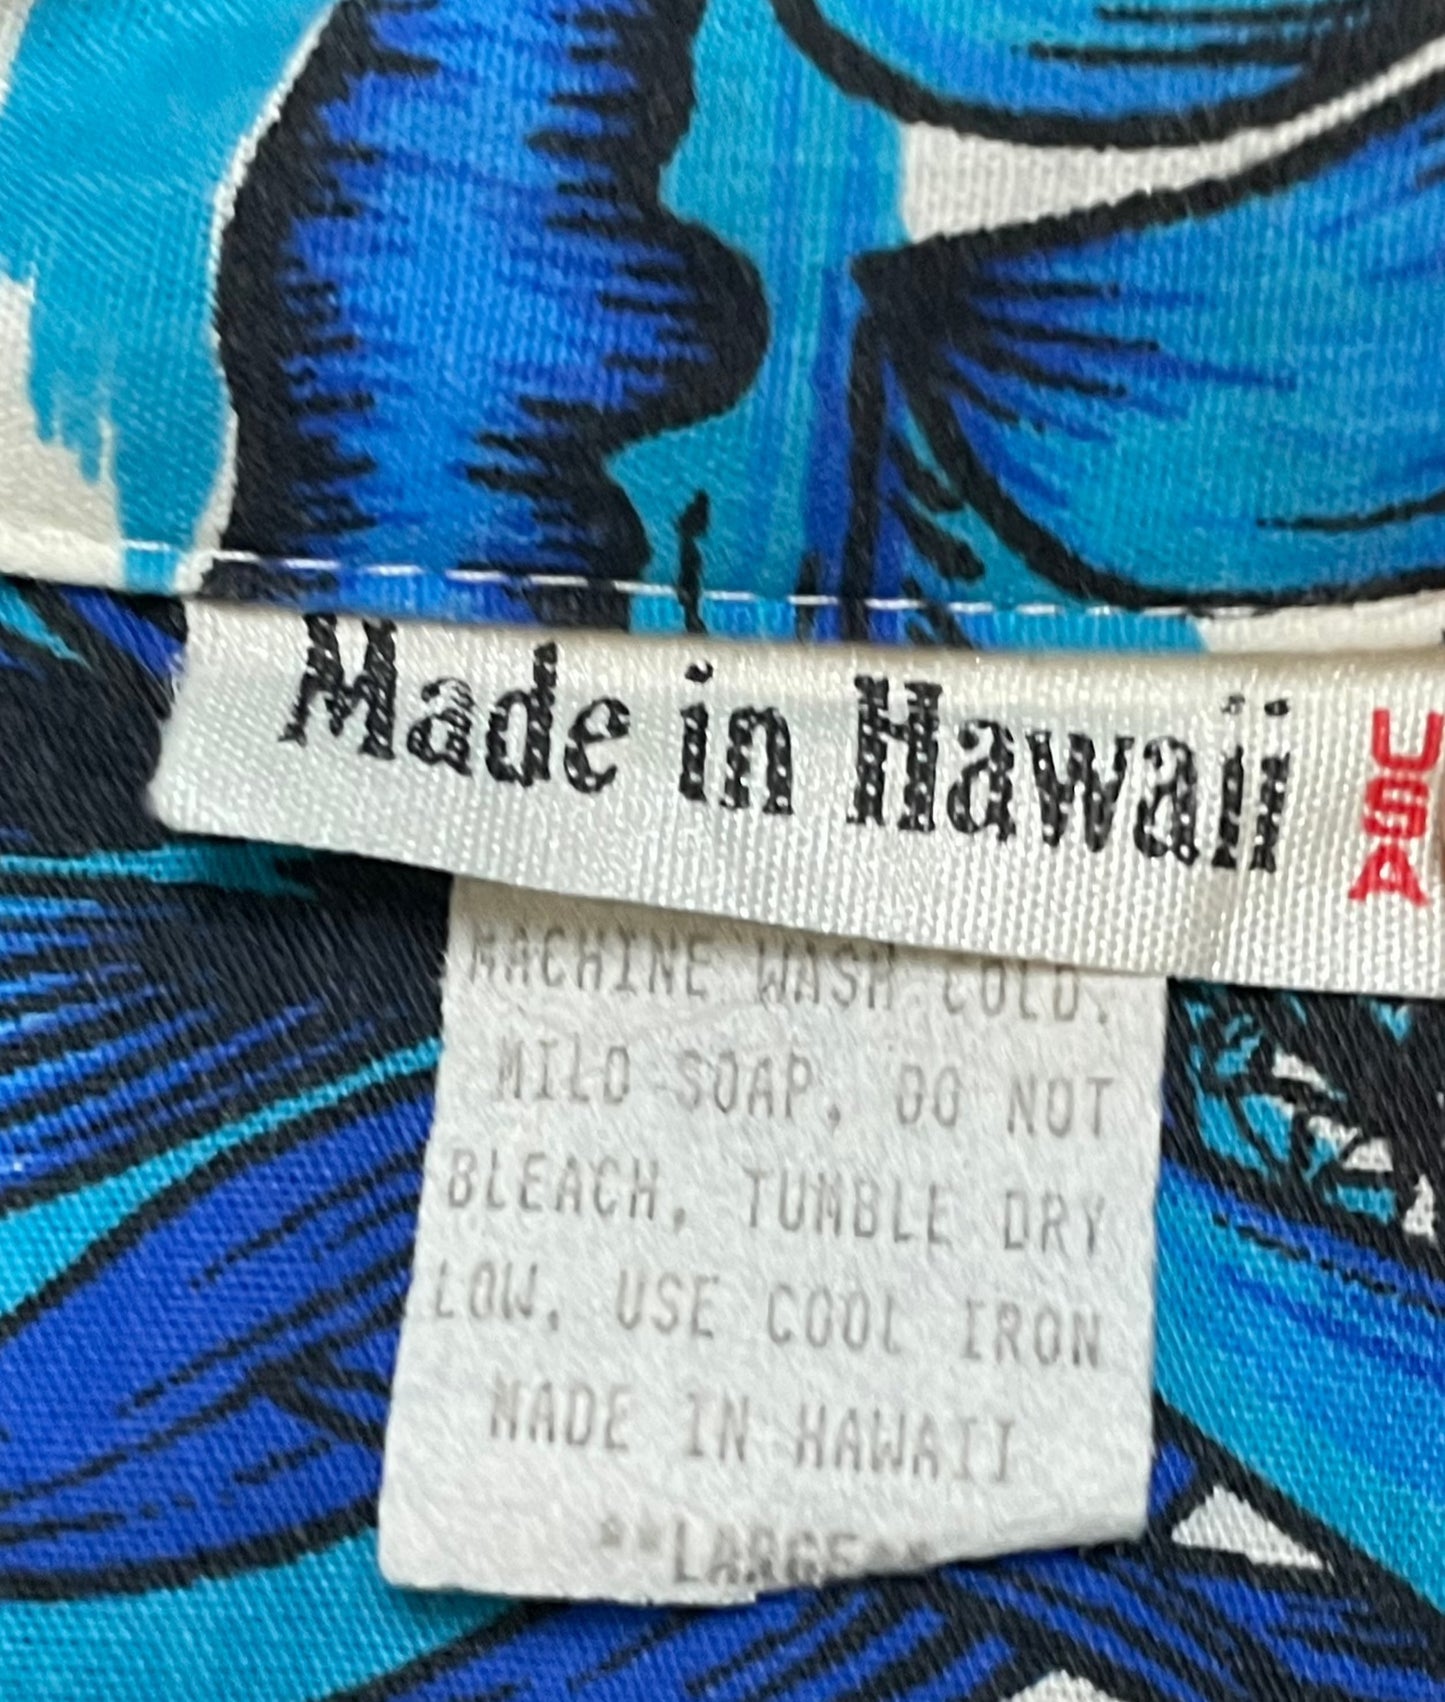 Made in Hawaii USA
MACHINE WASH COLD.
MILD SOAP, DO NOT
BLEACH, TUMBLE DRY
LOW, USE COOL IRON
MADE IN HAWAII
**LARGE**